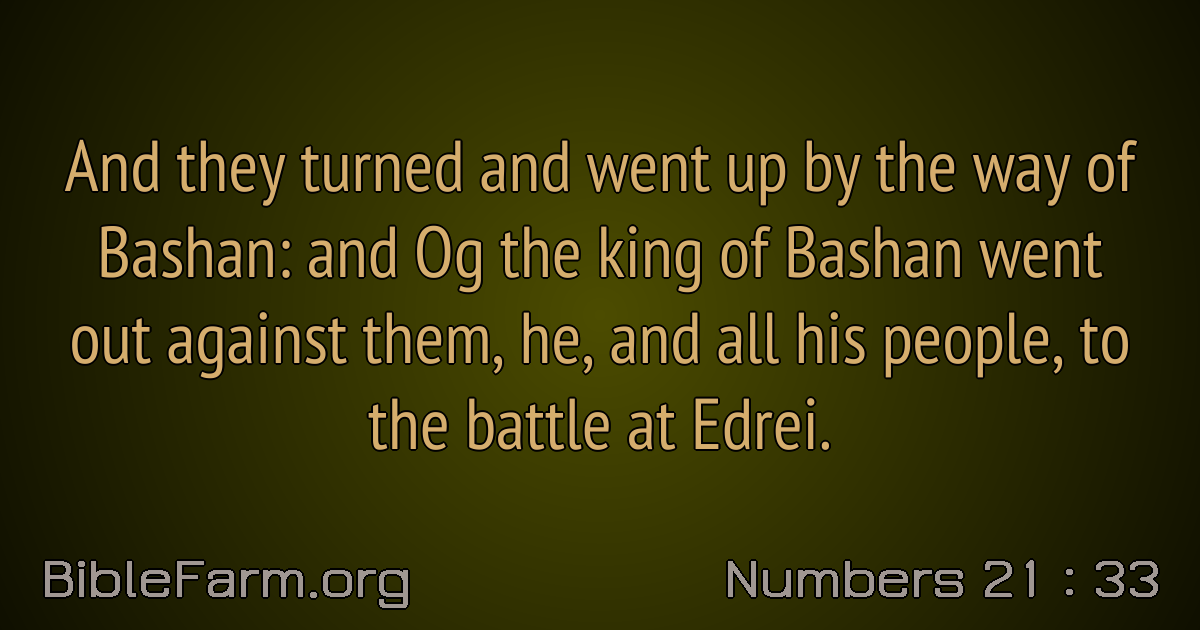 And they turned and went up by the way of
Bashan: and Og the king of Bashan went
out against them, he, and all his people, to
the battle at Edrei.
BibleFarm.org
Numbers 21 : 33